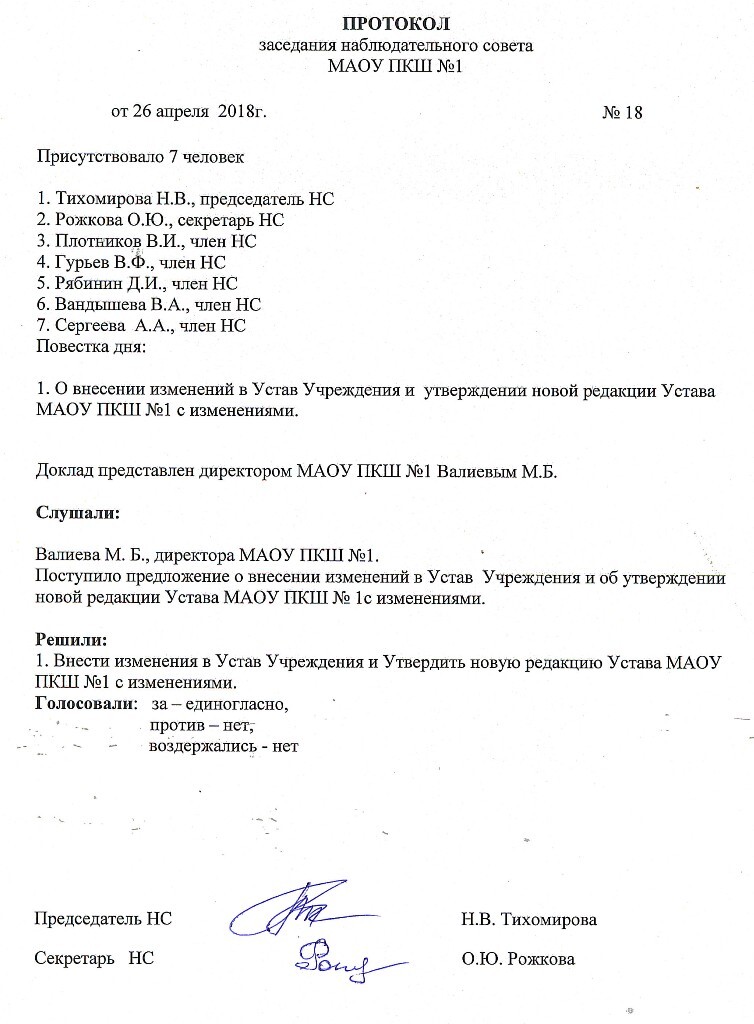 ПРОТОКОЛ
заседания наблюдательного совета
МАОУ ПКШ №1
от 26 апреля 2018г. № 18
Присутствовало 7 человек
1. Тихомирова Н.В., председатель НС
2. Рожкова О.Ю., секретарь НС
3. Плотников В.И., член НС
4. Гурьев В.Ф., член НС
5. Рябинин Д.И., член НС
6. Вандышева В.А., член НС
7. Сергеева А.А., член НС
Повестка дня:
1. О внесении изменений в Устав Учреждения и утверждении новой редакции Устава
МАОУ ПКШ №1 с изменениями.
Доклад представлен директором МАОУ ПКШ №1 Валиевым М.Б.
Слушали:
Валиева М. Б., директора МАОУ ПКШ №1.
Поступило предложение о внесении изменений в Устав Учреждения и об утверждении
новой редакции Устава МАОУ ПКШ № 1с изменениями.
Решили:
1. Внести изменения в Устав Учреждения и Утвердить новую редакцию Устава МАОУ
ПКШ №1 с изменениями.
Голосовали: за – единогласно,
против – нет,
воздержались - нет
Председатель НС Н.В. Тихомирова
Секретарь НС О.Ю. Рожкова